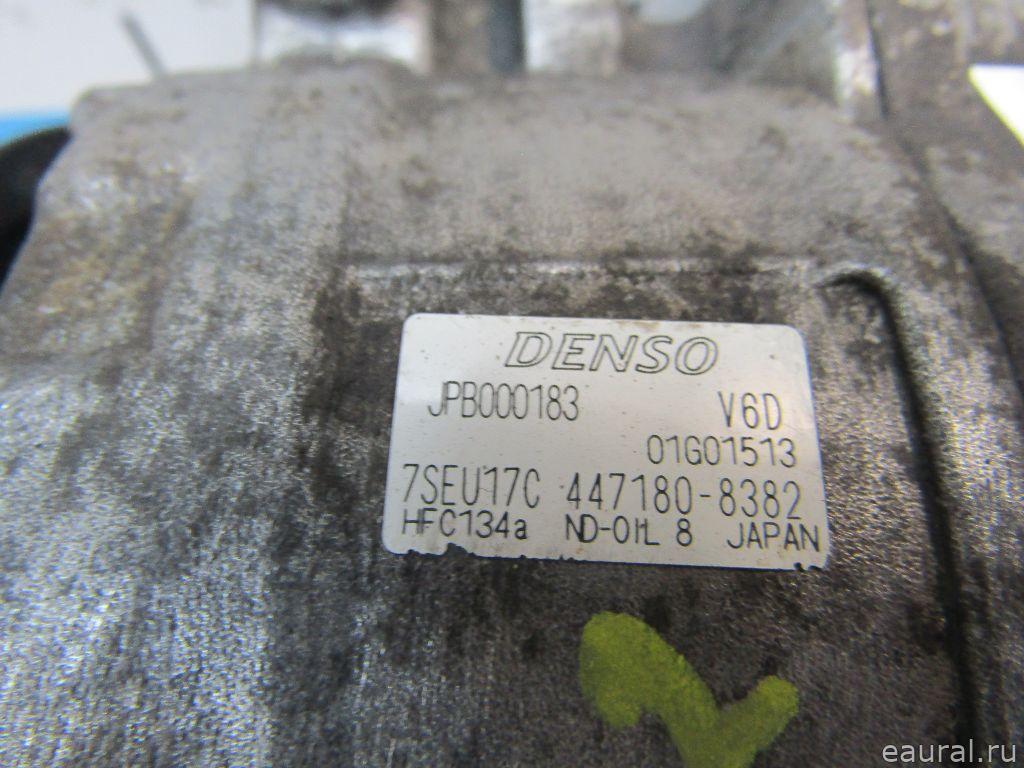 DENSO
JPB000183 V6D
01G01513
7SEU17C 447180-8382
HFC134a ND-OIL 8 JAPAN
eaural.ru